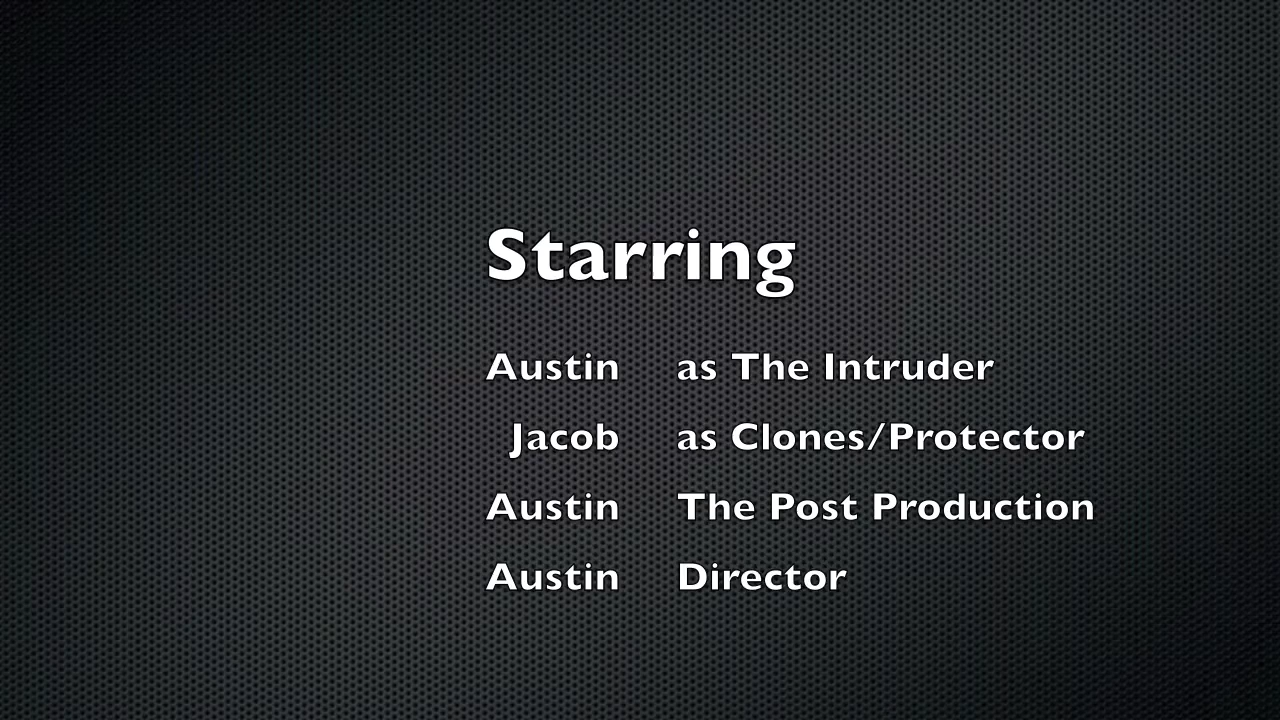 Starring
Austin as The Intruder
Jacob as Clones/Protector
Austin The Post Production
Austin Director